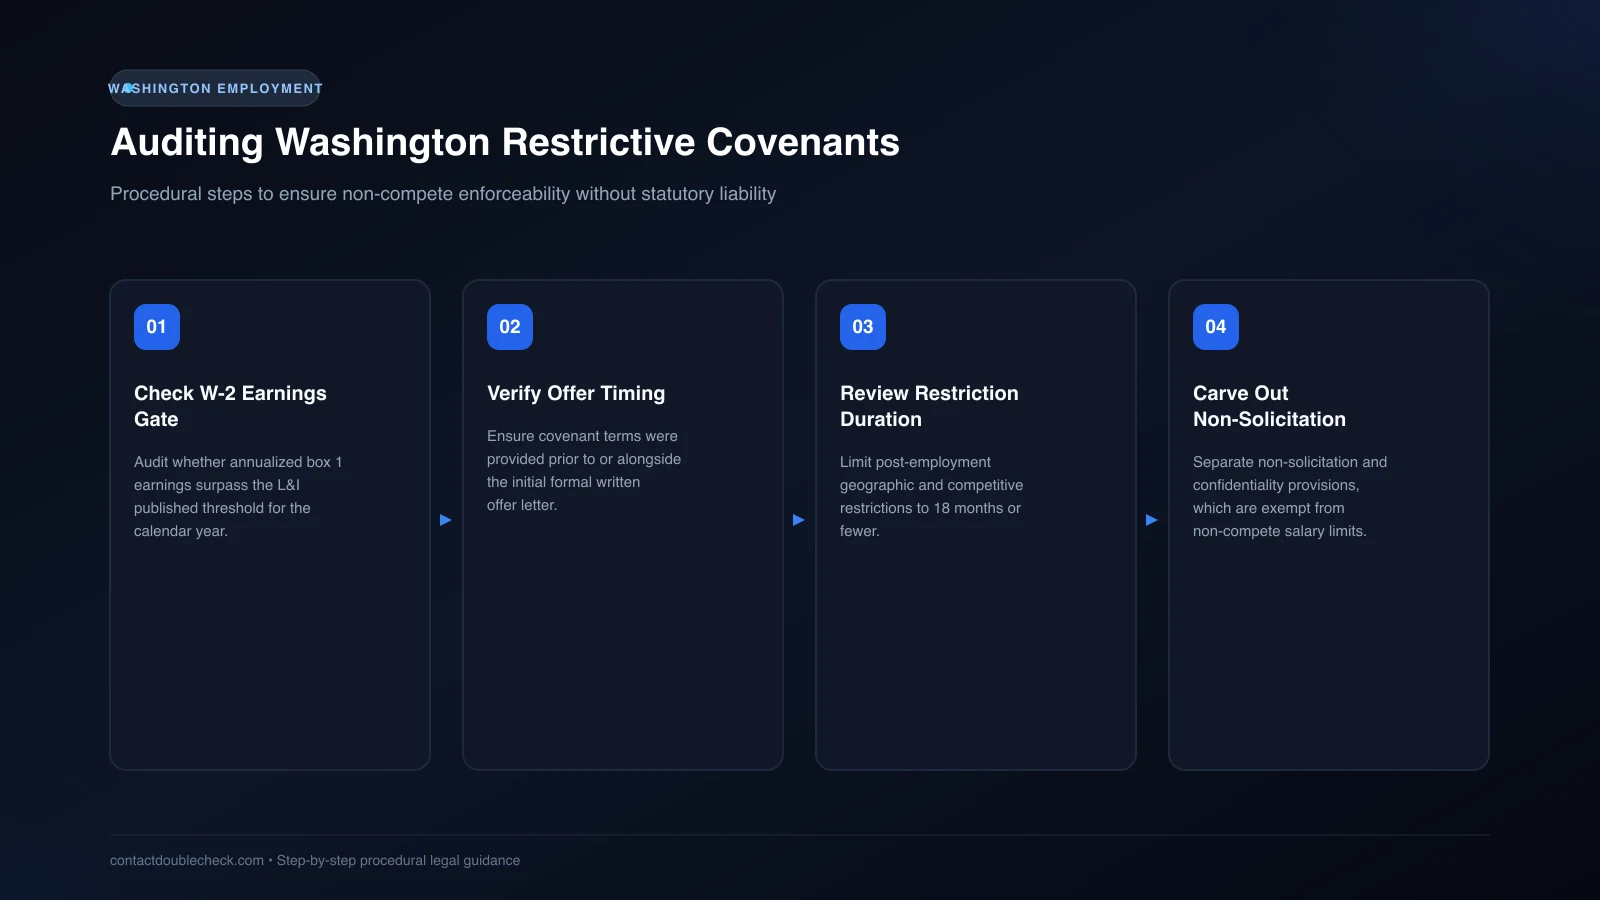 WASHINGTON EMPLOYMENT
Auditing Washington Restrictive Covenants
Procedural steps to ensure non-compete enforceability without statutory liability
01
Check W-2 Earnings
Gate
Audit whether annualized box 1
earnings surpass the L&I
published threshold for the
calendar year.
02
Verify Offer Timing
Ensure covenant terms were
provided prior to or alongside
the initial formal written
offer letter.
03
Review Restriction
Duration
Limit post-employment
geographic and competitive
restrictions to 18 months or
fewer.
04
Carve Out
Non-Solicitation
Separate non-solicitation and
confidentiality provisions,
which are exempt from
non-compete salary limits.
contactdoublecheck.com • Step-by-step procedural legal guidance